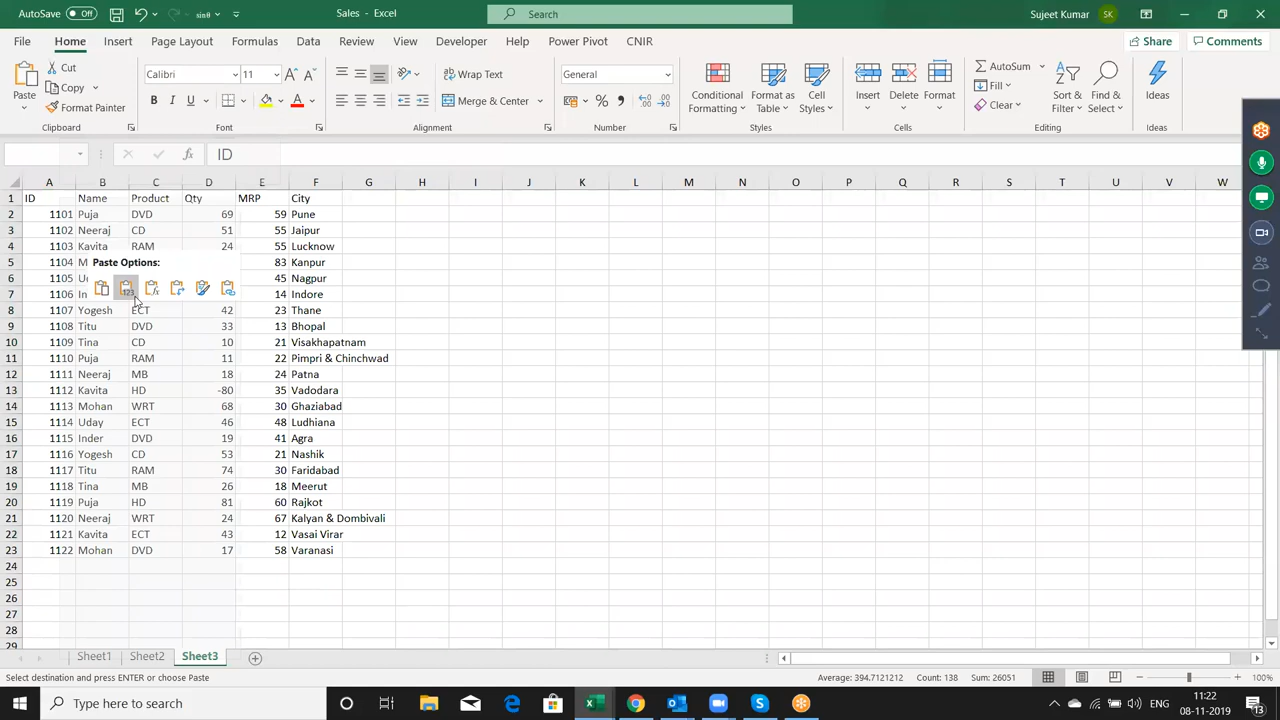 AutoSave Off sinθ Sales - Excel Search Sujeet Kumar SK
File Home Insert Page Layout Formulas Data Review View Developer Help Power Pivot CNIR Share Comments
Paste Cut Copy Format Painter Clipboard
Calibri 11 B I U A Font
Wrap Text Merge & Center Alignment
General % Number
Conditional Formatting Format as Table Cell Styles Styles
Insert Delete Format Cells
AutoSum Fill Clear Sort & Filter Find & Select Editing
Ideas Ideas
fx ID
A B C D E F G H I J K L M N O P Q R S T U V W
1 ID Name Product Qty MRP City
2 1101 Puja DVD 69 59 Pune
3 1102 Neeraj CD 51 55 Jaipur
4 1103 Kavita RAM 24 55 Lucknow
5 1104 M Paste Options: 83 Kanpur
6 1105 45 Nagpur
7 1106 In 14 Indore
8 1107 Yogesh ECT 42 23 Thane
9 1108 Titu DVD 33 13 Bhopal
10 1109 Tina CD 10 21 Visakhapatnam
11 1110 Puja RAM 11 22 Pimpri & Chinchwad
12 1111 Neeraj MB 18 24 Patna
13 1112 Kavita HD -80 35 Vadodara
14 1113 Mohan WRT 68 30 Ghaziabad
15 1114 Uday ECT 46 48 Ludhiana
16 1115 Inder DVD 19 41 Agra
17 1116 Yogesh CD 53 21 Nashik
18 1117 Titu RAM 74 30 Faridabad
19 1118 Tina MB 26 18 Meerut
20 1119 Puja HD 81 60 Rajkot
21 1120 Neeraj WRT 24 67 Kalyan & Dombivali
22 1121 Kavita ECT 43 12 Vasai Virar
23 1122 Mohan DVD 17 58 Varanasi
24
25
26
27
28
29
Sheet1 Sheet2 Sheet3
Select destination and press ENTER or choose Paste Average: 394.7121212 Count: 138 Sum: 26051 100%
Type here to search ENG 11:22
08-11-2019